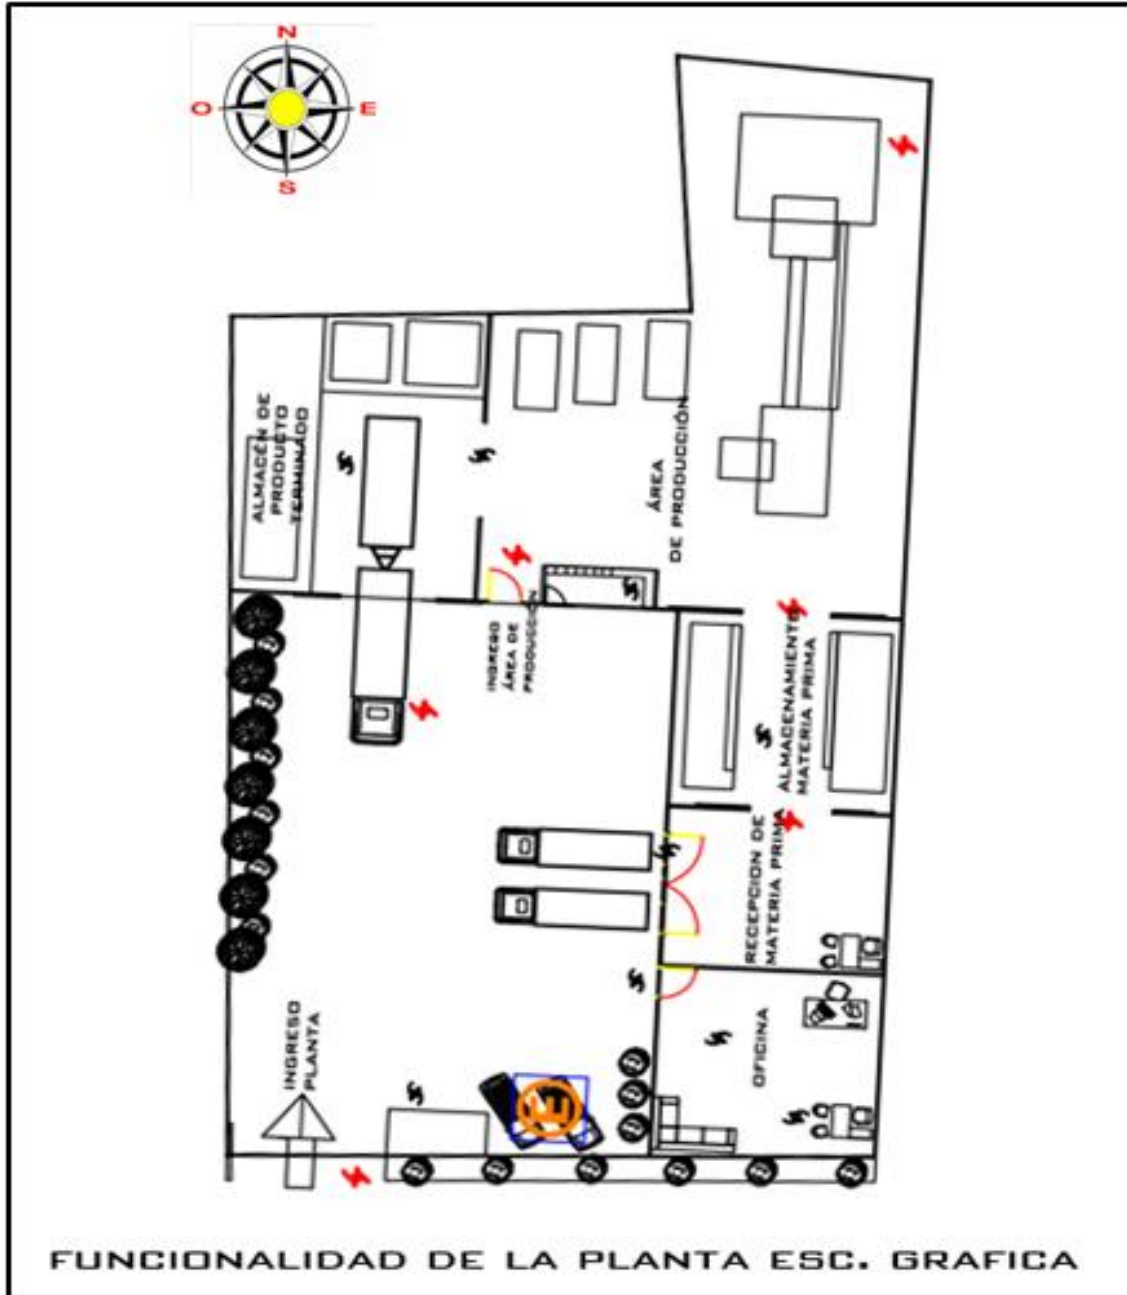 N
O
E
S
ALMACÉN DE
PRODUCTO
TERMINADO
ÁREA
DE PRODUCCIÓN
INGRESO
ÁREA DE
PRODUCCIÓN
ALMACENAMIENTO
MATERIA PRIMA
RECEPCION DE
MATERIA PRIMA
INGRESO
PLANTA
OFICINA
E
FUNCIONALIDAD DE LA PLANTA ESC. GRAFICA